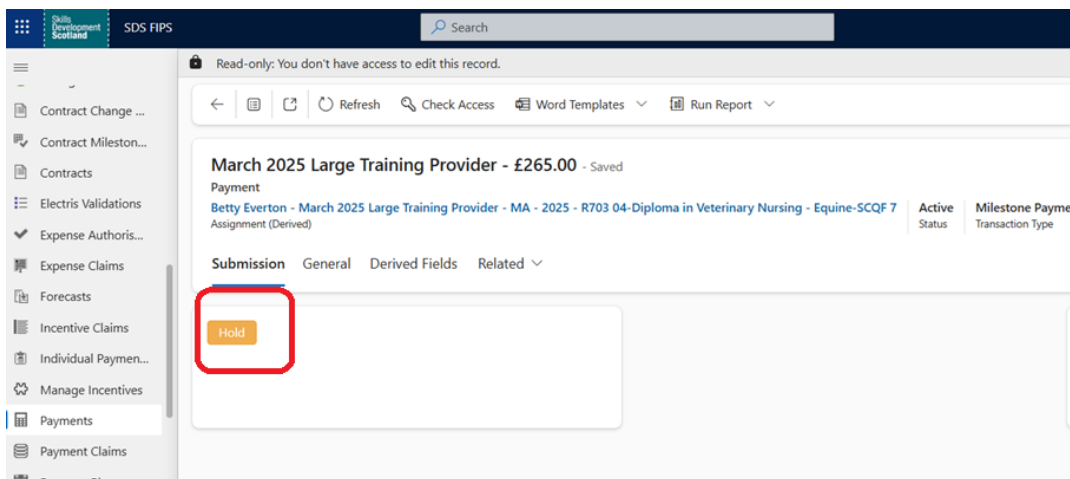 Skills
Development
Scotland
SDS FIPS
Search
Read-only: You don't have access to edit this record.
Refresh
Check Access
Word Templates
Run Report
Contract Change ...
Contract Mileston...
Contracts
Electris Validations
Expense Authoris...
Expense Claims
Forecasts
Incentive Claims
Individual Paymen...
Manage Incentives
Payments
Payment Claims
March 2025 Large Training Provider - £265.00 - Saved
Payment
Betty Everton - March 2025 Large Training Provider - MA - 2025 - R703 04-Diploma in Veterinary Nursing - Equine-SCQF 7
Assignment (Derived)
Active
Status
Milestone Payme
Transaction Type
Submission
General
Derived Fields
Related
Hold